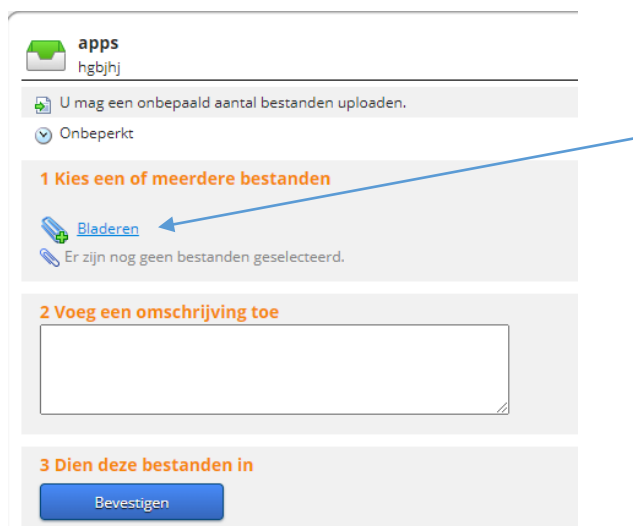 apps
hgbjhj
U mag een onbepaald aantal bestanden uploaden.
Onbeperkt
1 Kies een of meerdere bestanden
Bladeren
Er zijn nog geen bestanden geselecteerd.
2 Voeg een omschrijving toe
3 Dien deze bestanden in
Bevestigen